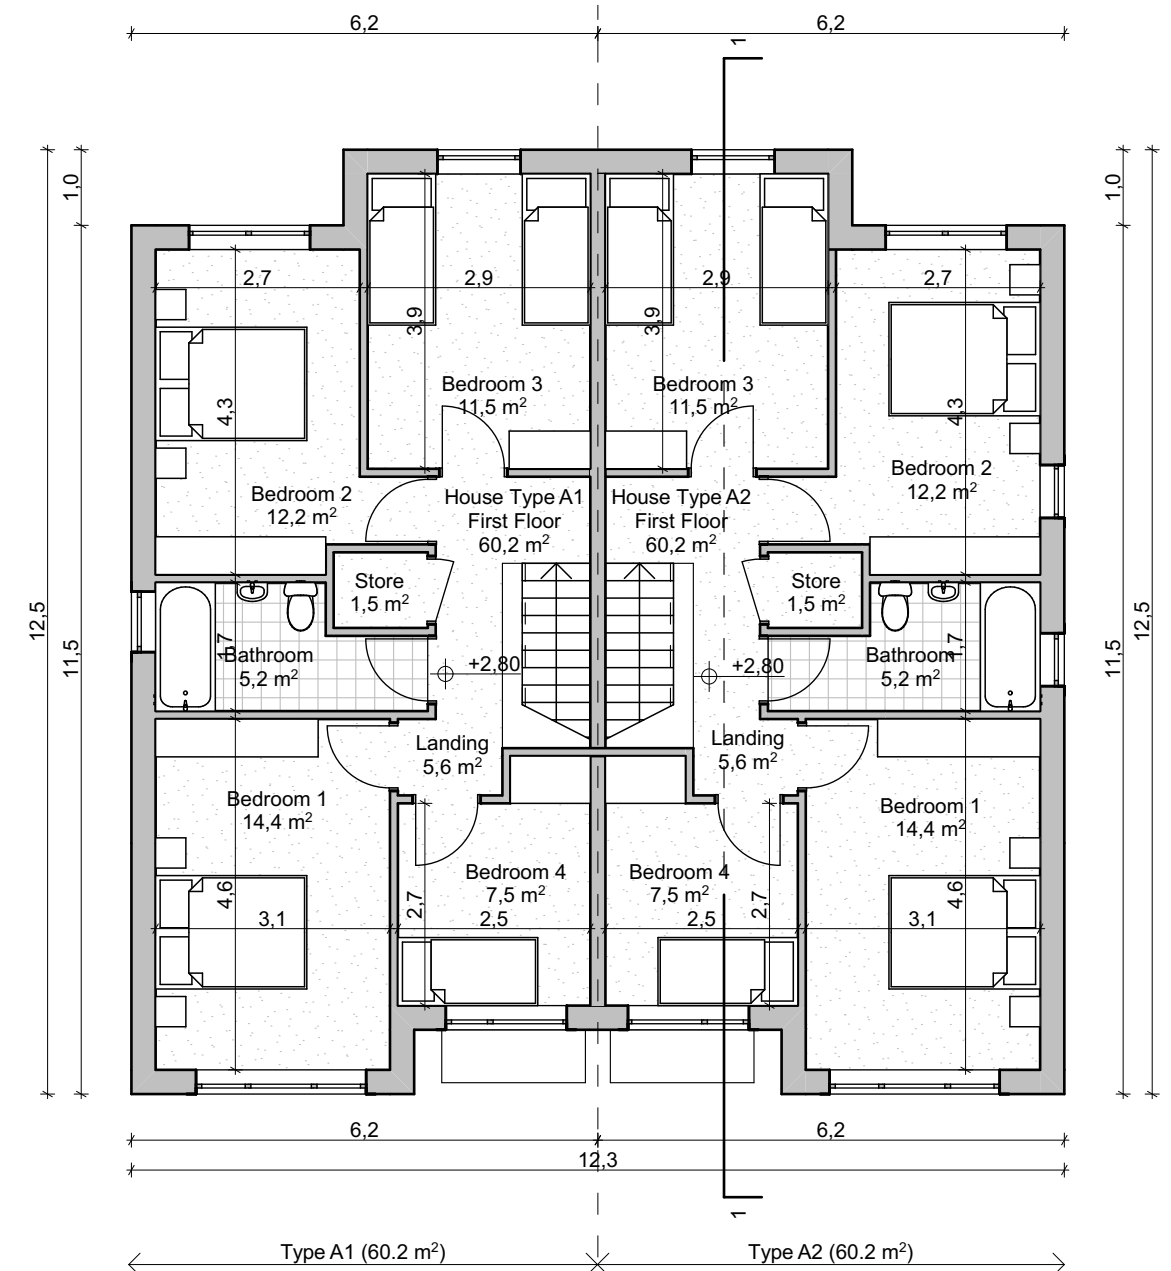 6,2
6,2
1
1,0
1,0
2,7
2,9
2,9
2,7
3,9
3,9
Bedroom 3
11,5 m²
Bedroom 3
11,5 m²
4,3
4,3
Bedroom 2
12,2 m²
House Type A1
First Floor
60,2 m²
House Type A2
First Floor
60,2 m²
Bedroom 2
12,2 m²
Store
1,5 m²
Store
1,5 m²
12,5
11,5
11,5
12,5
1,7
Bathroom
5,2 m²
+2,80
+2,80
Bathroom
5,2 m²
1,7
Landing
5,6 m²
Landing
5,6 m²
Bedroom 1
14,4 m²
Bedroom 1
14,4 m²
Bedroom 4
7,5 m²
Bedroom 4
7,5 m²
4,6
2,7
2,7
4,6
3,1
2,5
2,5
3,1
6,2
6,2
12,3
1
Type A1 (60.2 m²)
Type A2 (60.2 m²)